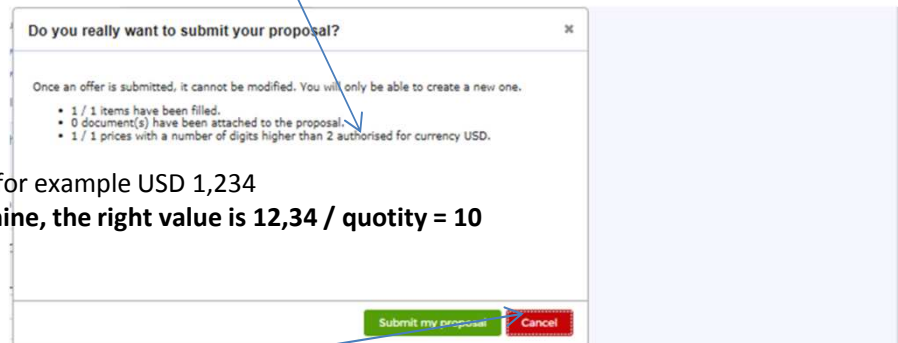 Do you really want to submit your proposal?
Once an offer is submitted, it cannot be modified. You will only be able to create a new one.
• 1 / 1 items have been filled.
• 0 document(s) have been attached to the proposal.
• 1 / 1 prices with a number of digits higher than 2 authorised for currency USD.
for example USD 1,234
the right value is 12,34 / quotity = 10
Submit my proposal Cancel